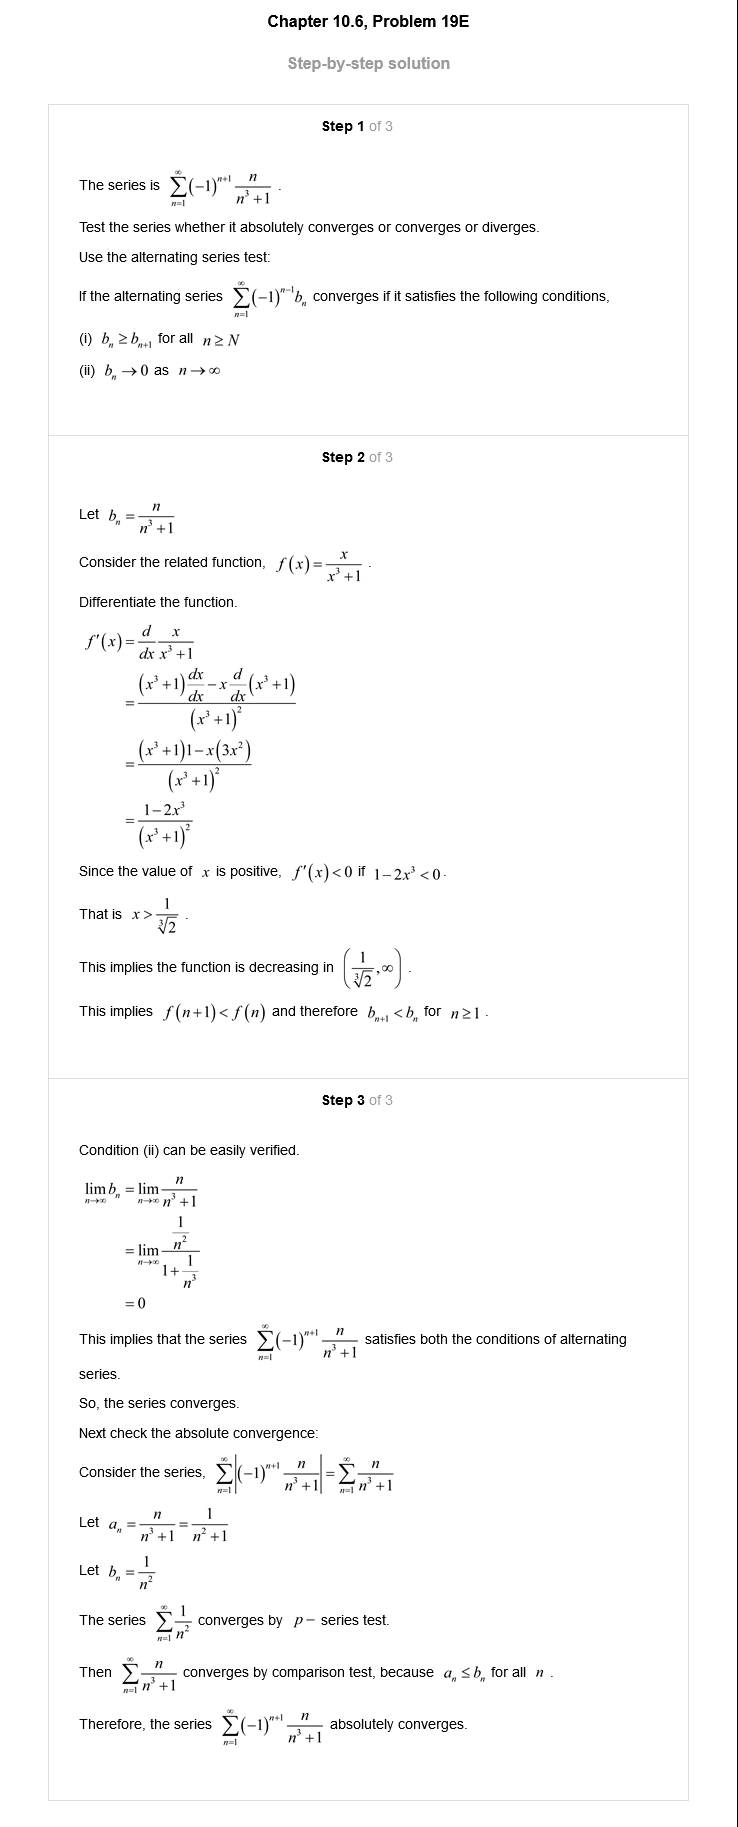 Chapter 10.6, Problem 19E
Step-by-step solution
Step 1 of 3
The series is \sum_{n=1}^{\infty}(-1)^{n+1}\frac{n}{n^3+1} .
Test the series whether it absolutely converges or converges or diverges.
Use the alternating series test:
If the alternating series \sum_{n=1}^{\infty}(-1)^{n-1}b_n converges if it satisfies the following conditions,
(i) b_n ≥ b_{n+1} for all n ≥ N
(ii) b_n → 0 as n → ∞
Step 2 of 3
Let b_n = \frac{n}{n^3+1}
Consider the related function, f(x) = \frac{x}{x^3+1} .
Differentiate the function.
f'(x) = \frac{d}{dx}\frac{x}{x^3+1}
= \frac{(x^3+1)\frac{dx}{dx}-x\frac{d}{dx}(x^3+1)}{(x^3+1)^2}
= \frac{(x^3+1)1-x(3x^2)}{(x^3+1)^2}
= \frac{1-2x^3}{(x^3+1)^2}
Since the value of x is positive, f'(x) < 0 if 1-2x^3 < 0.
That is x > \frac{1}{\sqrt[3]{2}} .
This implies the function is decreasing in \left(\frac{1}{\sqrt[3]{2}},∞\right) .
This implies f(n+1) < f(n) and therefore b_{n+1} < b_n for n ≥ 1 .
Step 3 of 3
Condition (ii) can be easily verified.
\lim_{n→∞} b_n = \lim_{n→∞}\frac{n}{n^3+1}
= \lim_{n→∞}\frac{\frac{1}{n^2}}{1+\frac{1}{n^3}}
= 0
This implies that the series \sum_{n=1}^{\infty}(-1)^{n+1}\frac{n}{n^3+1} satisfies both the conditions of alternating
series.
So, the series converges.
Next check the absolute convergence:
Consider the series, \sum_{n=1}^{\infty}\left|(-1)^{n+1}\frac{n}{n^3+1}\right| = \sum_{n=1}^{\infty}\frac{n}{n^3+1}
Let a_n = \frac{n}{n^3+1} = \frac{1}{n^2+1}
Let b_n = \frac{1}{n^2}
The series \sum_{n=1}^{\infty}\frac{1}{n^2} converges by p − series test.
Then \sum_{n=1}^{\infty}\frac{n}{n^3+1} converges by comparison test, because a_n ≤ b_n for all n .
Therefore, the series \sum_{n=1}^{\infty}(-1)^{n+1}\frac{n}{n^3+1} absolutely converges.